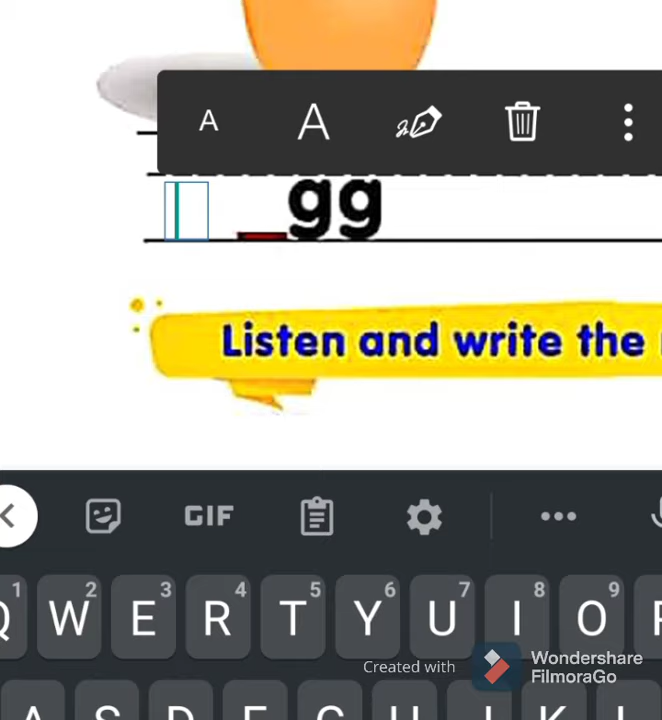 A A
_gg
Listen and write the
GIF
1 2 3 4 5 6 7 8 9
Q W E R T Y U I O P
Created with Wondershare FilmoraGo
A S D F G H J K L